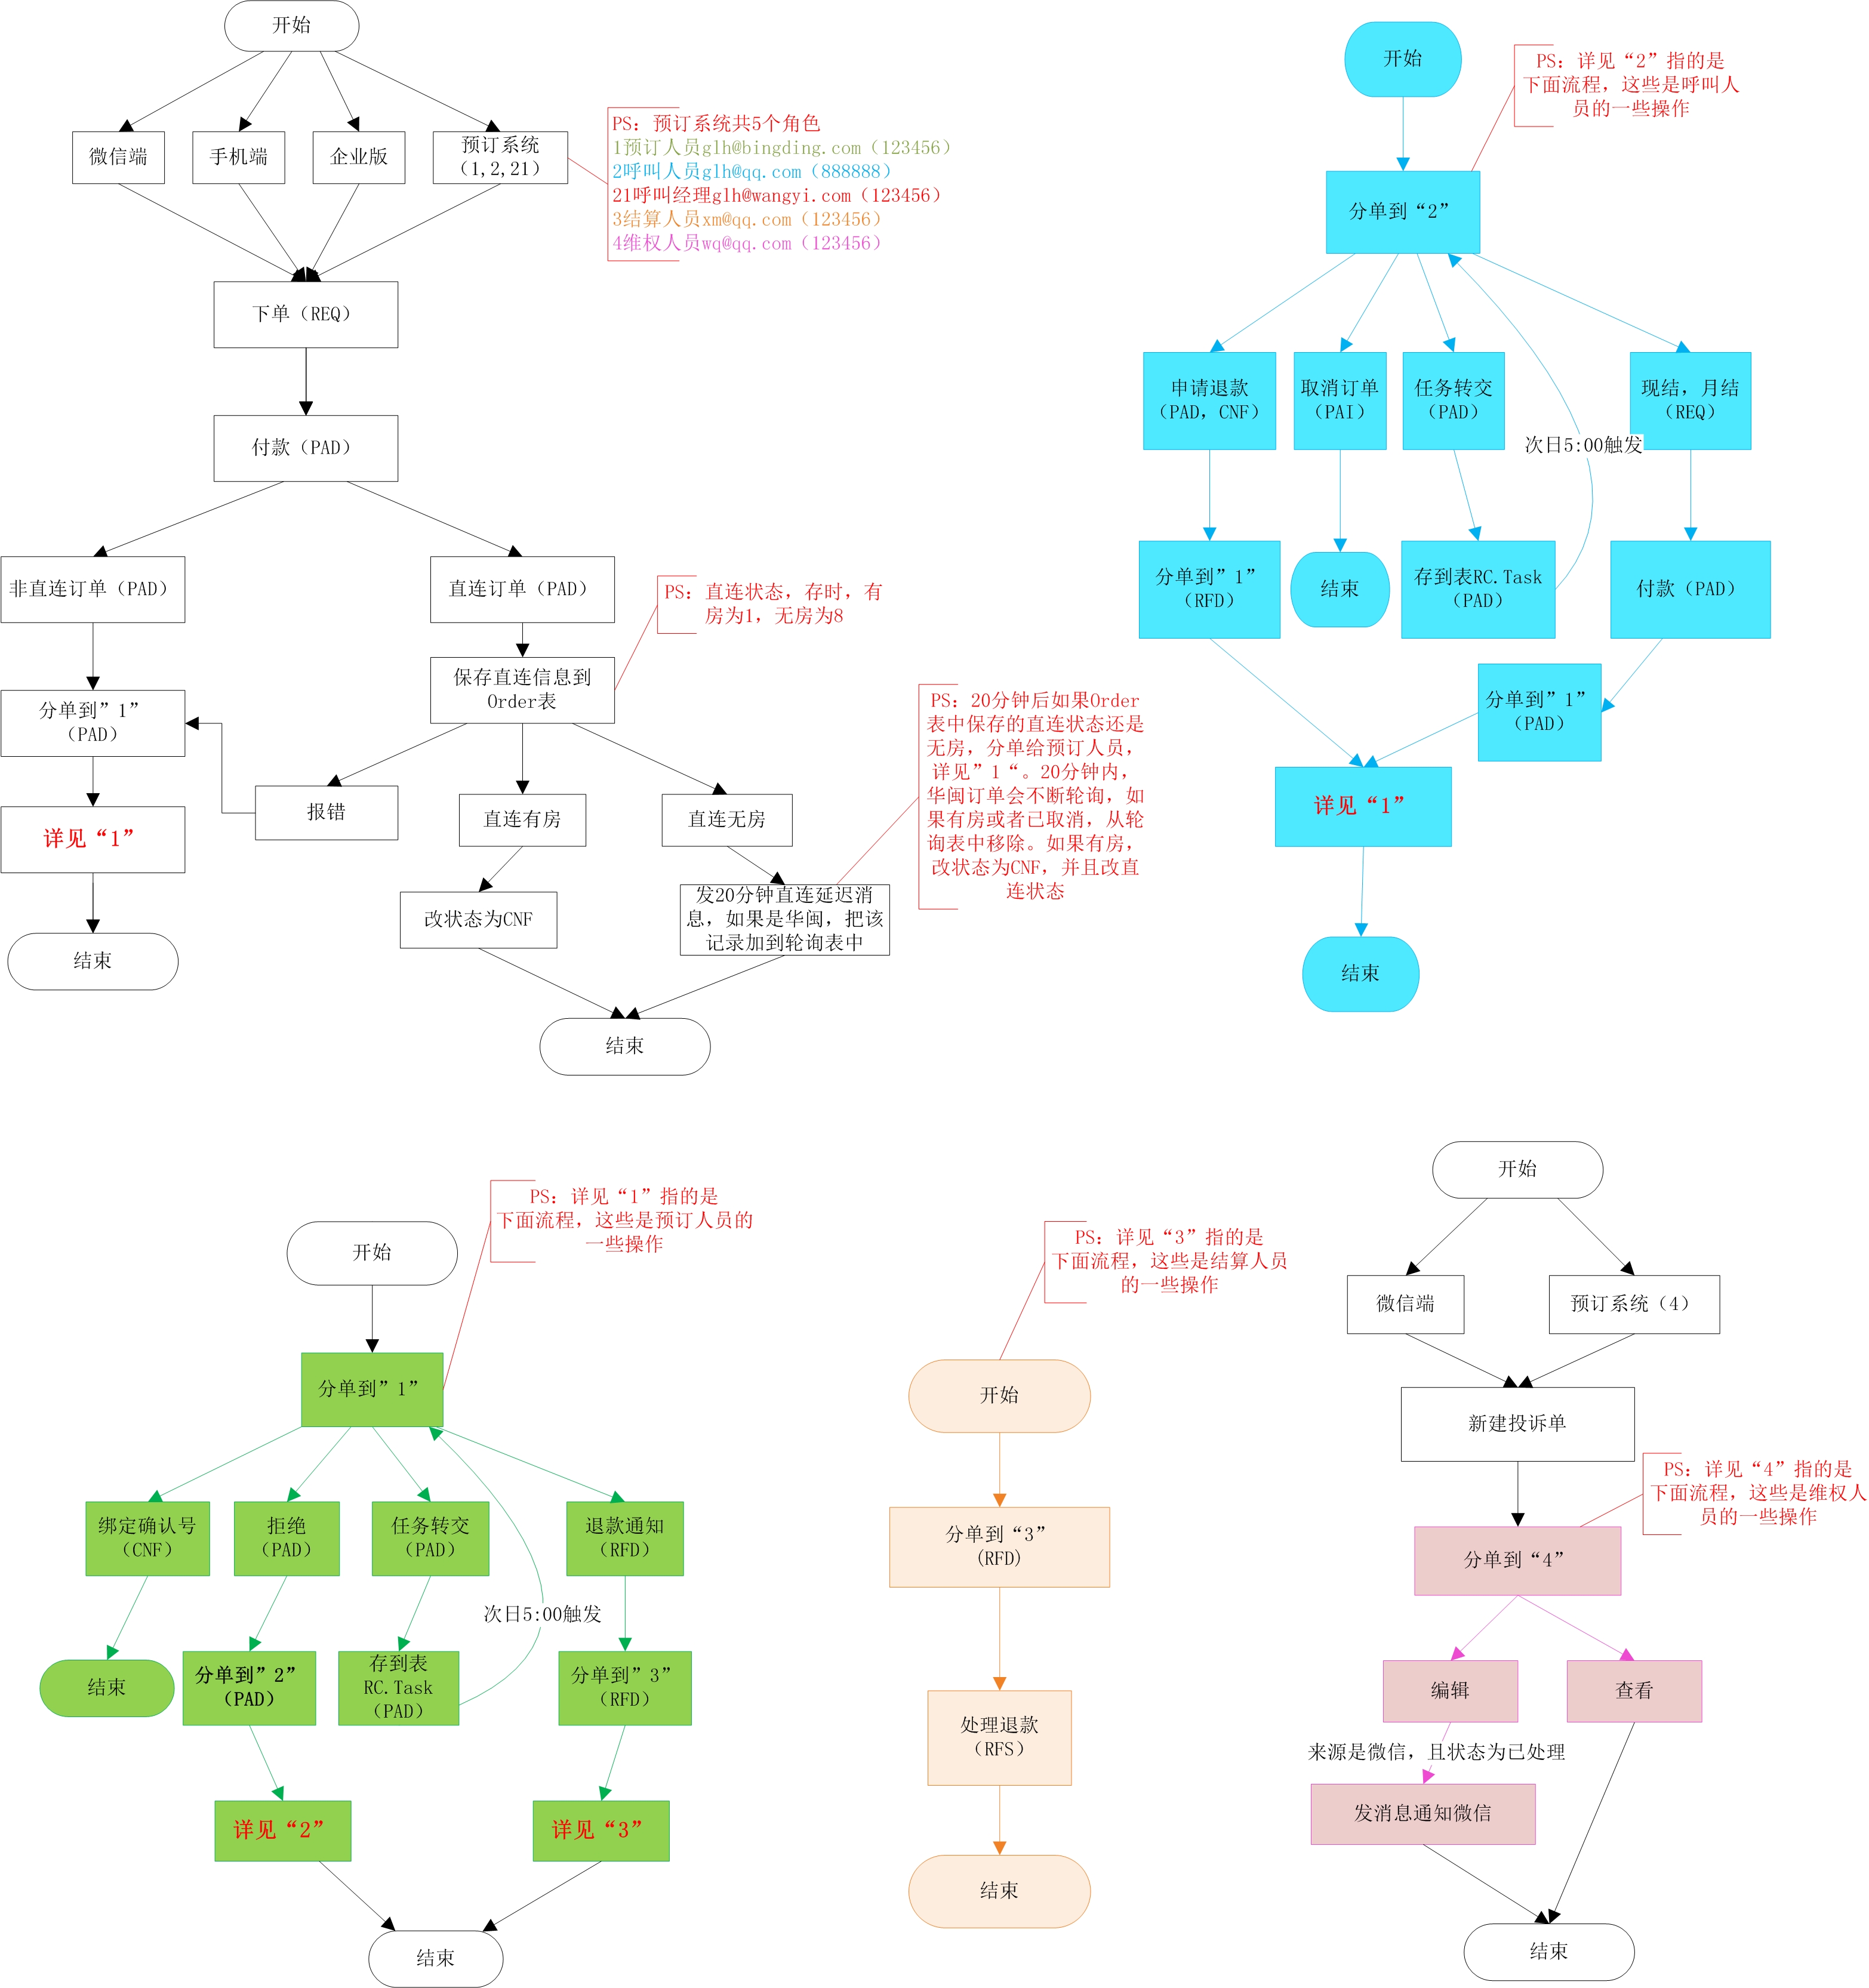 开始
微信端
手机端
企业版
预订系统
（1,2,21）
PS：预订系统共5个角色
1预订人员glh@bingding.com（123456）
2呼叫人员glh@qq.com（888888）
21呼叫经理glh@wangyi.com（123456）
3结算人员xm@qq.com（123456）
4维权人员wq@qq.com（123456）
下单（REQ）
付款（PAD）
非直连订单（PAD）
直连订单（PAD）
PS：直连状态，存时，有
房为1，无房为8
保存直连信息到
Order表
分单到”1”
（PAD）
报错
直连有房
直连无房
详见“1”
改状态为CNF
发20分钟直连延迟消
息，如果是华闽，把该
记录加到轮询表中
PS：20分钟后如果Order
表中保存的直连状态还是
无房，分单给预订人员，
详见”1“。20分钟内，
华闽订单会不断轮询，如
果有房或者已取消，从轮
询表中移除。如果有房，
改状态为CNF，并且改直
连状态
结束
结束
开始
PS：详见“2”指的是
下面流程，这些是呼叫人
员的一些操作
分单到“2”
申请退款
（PAD，CNF）
取消订单
（PAI）
任务转交
（PAD）
现结，月结
（REQ）
次日5:00触发
分单到”1”
（RFD）
结束
存到表RC.Task
（PAD）
付款（PAD）
分单到”1”
（PAD）
详见“1”
结束
PS：详见“1”指的是
下面流程，这些是预订人员的
一些操作
开始
分单到”1”
绑定确认号
（CNF）
拒绝
（PAD）
任务转交
（PAD）
退款通知
（RFD）
次日5:00触发
结束
分单到”2”
（PAD）
存到表
RC.Task
（PAD）
分单到”3”
（RFD）
详见“2”
详见“3”
结束
PS：详见“3”指的是
下面流程，这些是结算人员
的一些操作
开始
分单到“3”
(RFD)
处理退款
（RFS）
结束
开始
微信端
预订系统（4）
新建投诉单
PS：详见“4”指的是
下面流程，这些是维权人
员的一些操作
分单到“4”
编辑
查看
来源是微信，且状态为已处理
发消息通知微信
结束